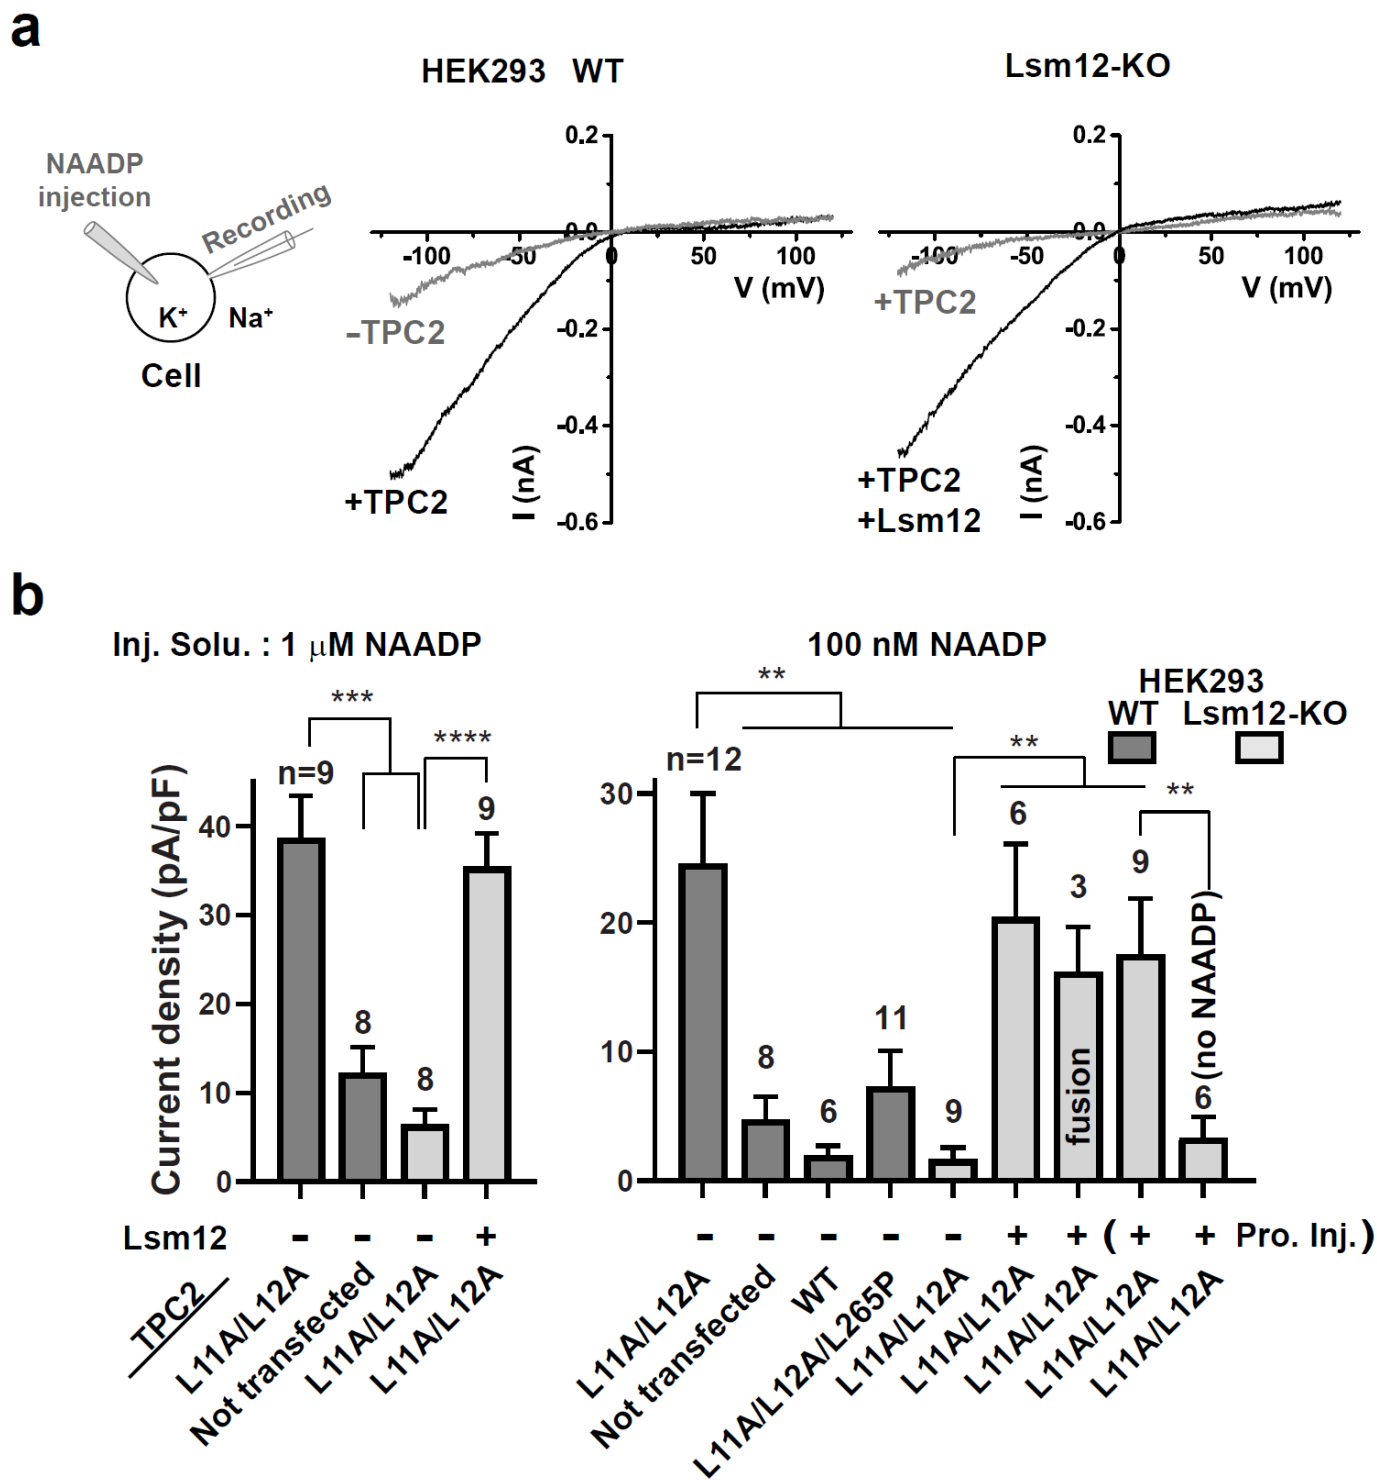 a
HEK293 WT
Lsm12-KO
NAADP
injection
Recording
K+
Na+
Cell
0.2
0.0
-0.2
-0.4
-0.6
-100
-50
0
50
100
V (mV)
I (nA)
-TPC2
+TPC2
0.2
0.0
-0.2
-0.4
-0.6
-100
-50
0
50
100
V (mV)
I (nA)
+TPC2
+TPC2
+Lsm12
b
Inj. Solu. : 1 μM NAADP
100 nM NAADP
HEK293
WT Lsm12-KO
***
****
n=9
8
8
9
Current density (pA/pF)
40
30
20
10
0
**
**
**
n=12
8
6
11
9
6
3
9
6
(no NAADP)
fusion
30
20
10
0
Lsm12 - - - +
- - - - - + + ( + + Pro. Inj.)
TPC2
L11A/L12A
Not transfected
L11A/L12A
L11A/L12A
L11A/L12A
Not transfected
WT
L11A/L12A/L265P
L11A/L12A
L11A/L12A
L11A/L12A
L11A/L12A
L11A/L12A